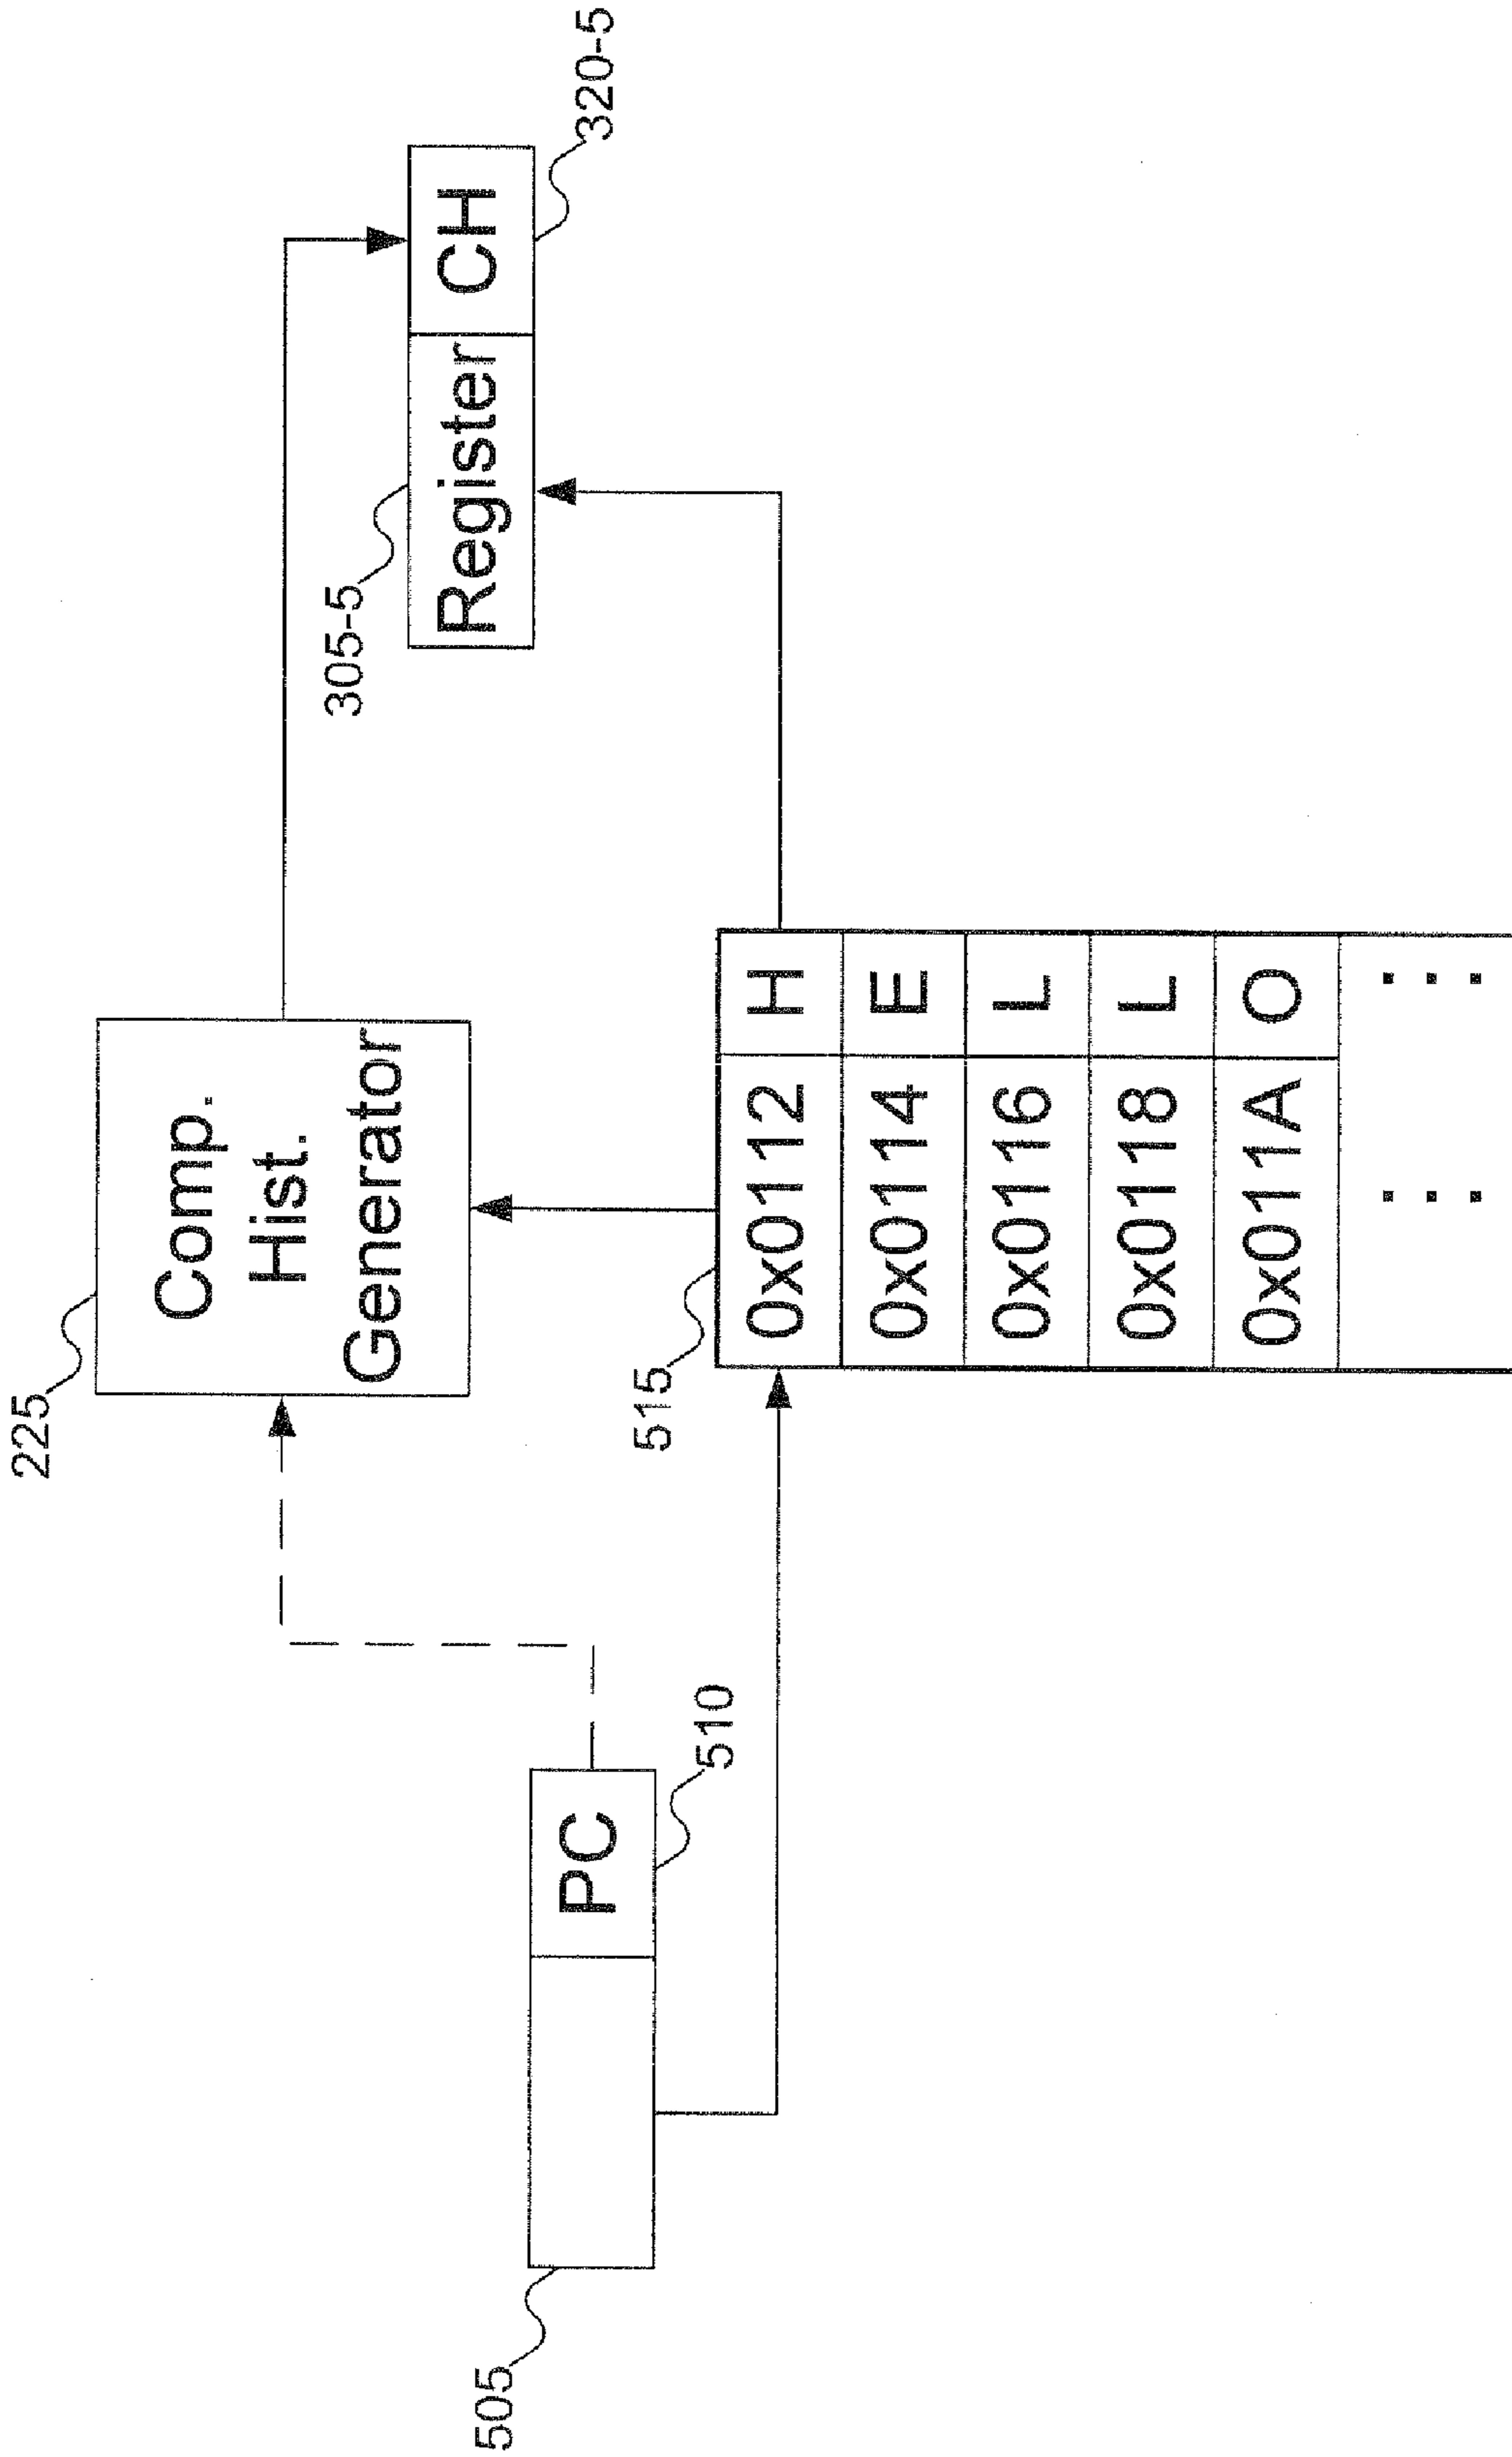 225
Comp.
Hist.
Generator
305-5
Register CH
320-5
505
PC
510
515
0x0112 H
0x0114 E
0x0116 L
0x0118 L
0x011A O
... ...